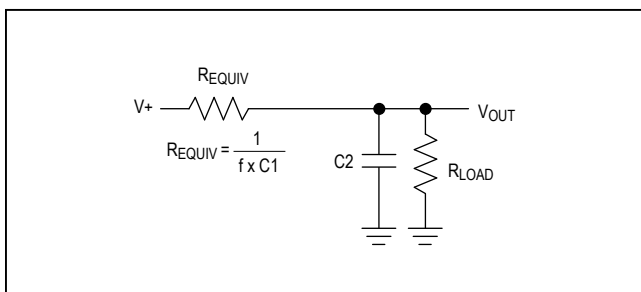 REQUIV
V+
VOUT
REQUIV = 1 / f x C1
C2
RLOAD